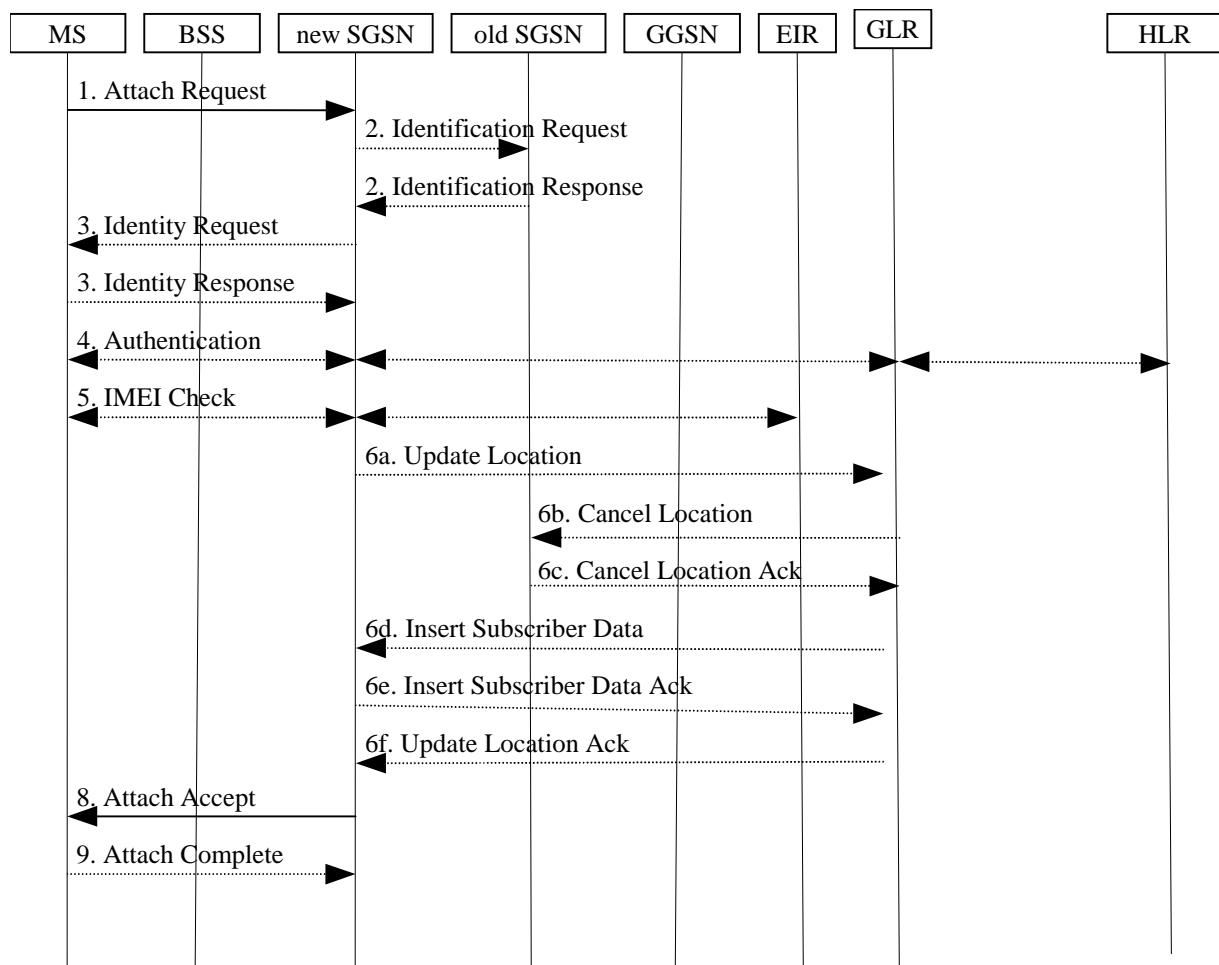 MS BSS new SGSN old SGSN GGSN EIR GLR HLR
1. Attach Request
2. Identification Request
2. Identification Response
3. Identity Request
3. Identity Response
4. Authentication
5. IMEI Check
6a. Update Location
6b. Cancel Location
6c. Cancel Location Ack
6d. Insert Subscriber Data
6e. Insert Subscriber Data Ack
6f. Update Location Ack
8. Attach Accept
9. Attach Complete